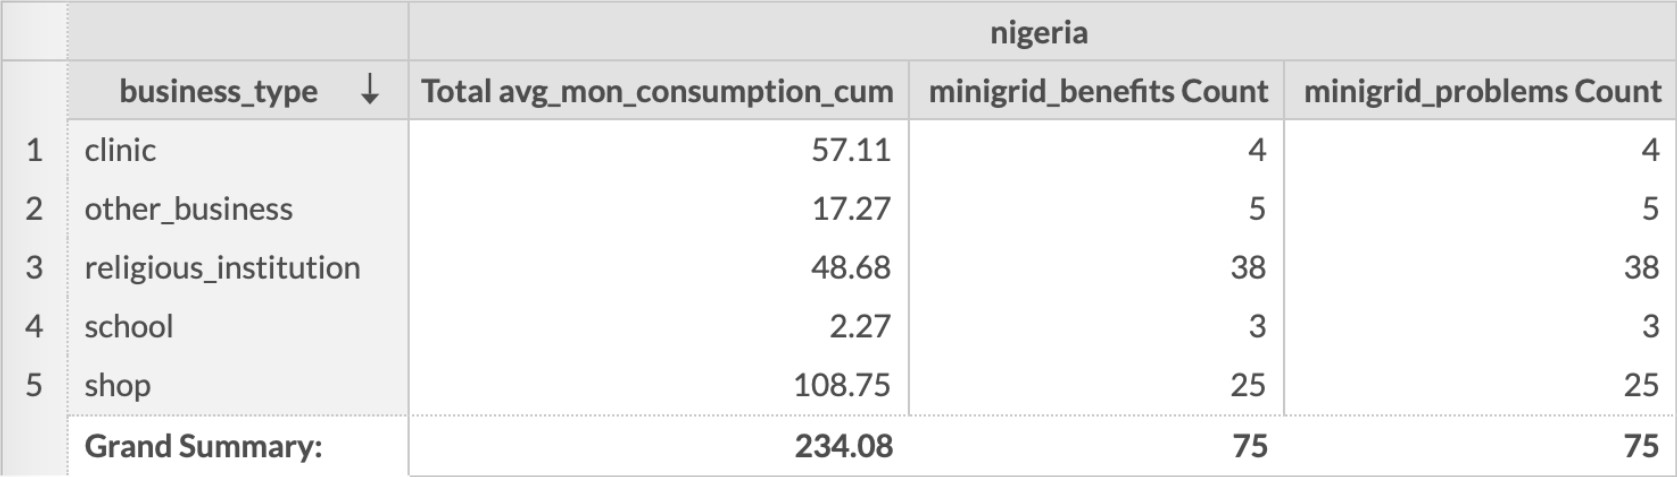 nigeria
business_type ↓ Total avg_mon_consumption_cum minigrid_benefits Count minigrid_problems Count
1 clinic 57.11 4 4
2 other_business 17.27 5 5
3 religious_institution 48.68 38 38
4 school 2.27 3 3
5 shop 108.75 25 25
Grand Summary: 234.08 75 75